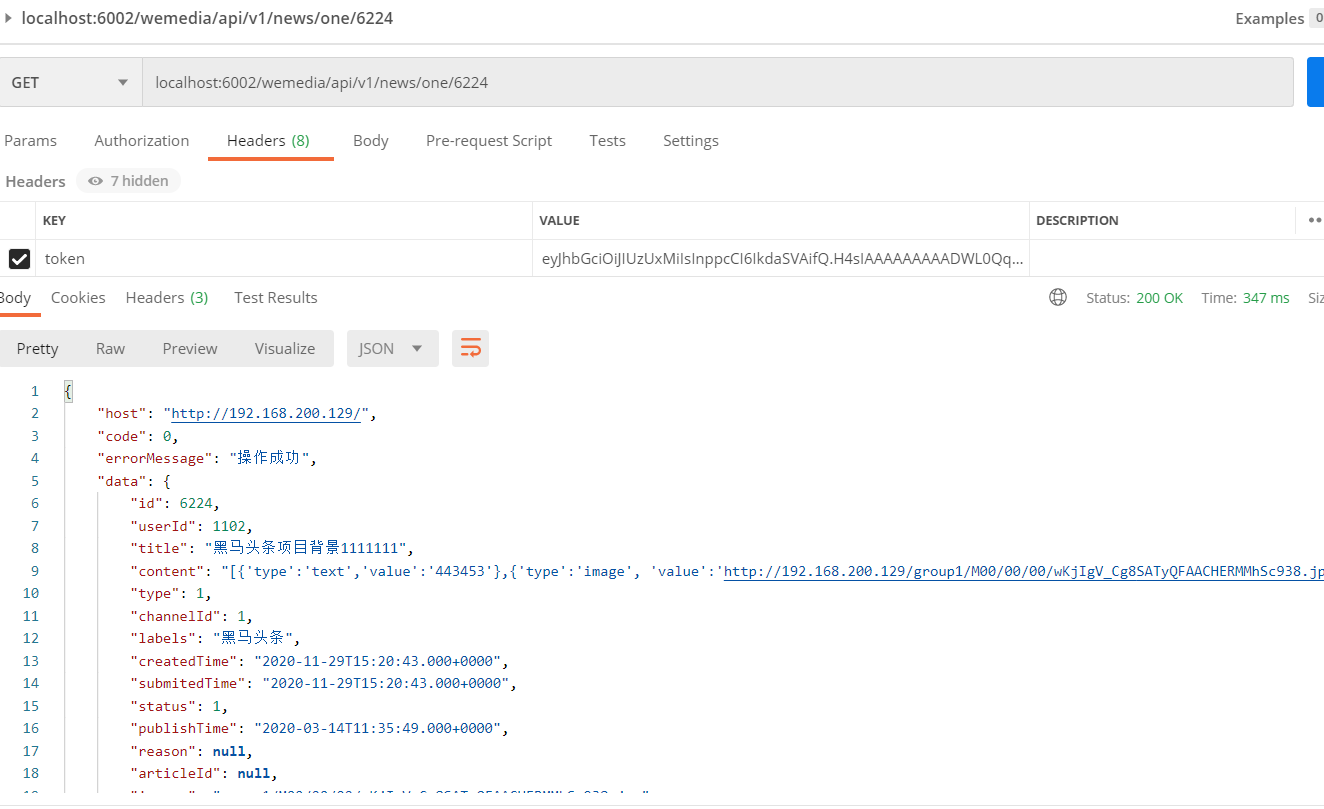 localhost:6002/wemedia/api/v1/news/one/6224 Examples 0
GET localhost:6002/wemedia/api/v1/news/one/6224
Params Authorization Headers (8) Body Pre-request Script Tests Settings
Headers 7 hidden
KEY VALUE DESCRIPTION
token eyJhbGciOiJIUzUxMiIsInppcCI6IkdaSVAifQ.H4sIAAAAAAAAADWL0Qq...
Body Cookies Headers (3) Test Results Status: 200 OK Time: 347 ms Siz
Pretty Raw Preview Visualize JSON
1 {
2 "host": "http://192.168.200.129/",
3 "code": 0,
4 "errorMessage": "操作成功",
5 "data": {
6 "id": 6224,
7 "userId": 1102,
8 "title": "黑马头条项目背景1111111",
9 "content": "[{'type':'text','value':'443453'},{'type':'image', 'value':'http://192.168.200.129/group1/M00/00/00/wKjIgV_Cg8SATyQFAACHERMMhSc938.jp
10 "type": 1,
11 "channelId": 1,
12 "labels": "黑马头条",
13 "createdTime": "2020-11-29T15:20:43.000+0000",
14 "submitedTime": "2020-11-29T15:20:43.000+0000",
15 "status": 1,
16 "publishTime": "2020-03-14T11:35:49.000+0000",
17 "reason": null,
18 "articleId": null,